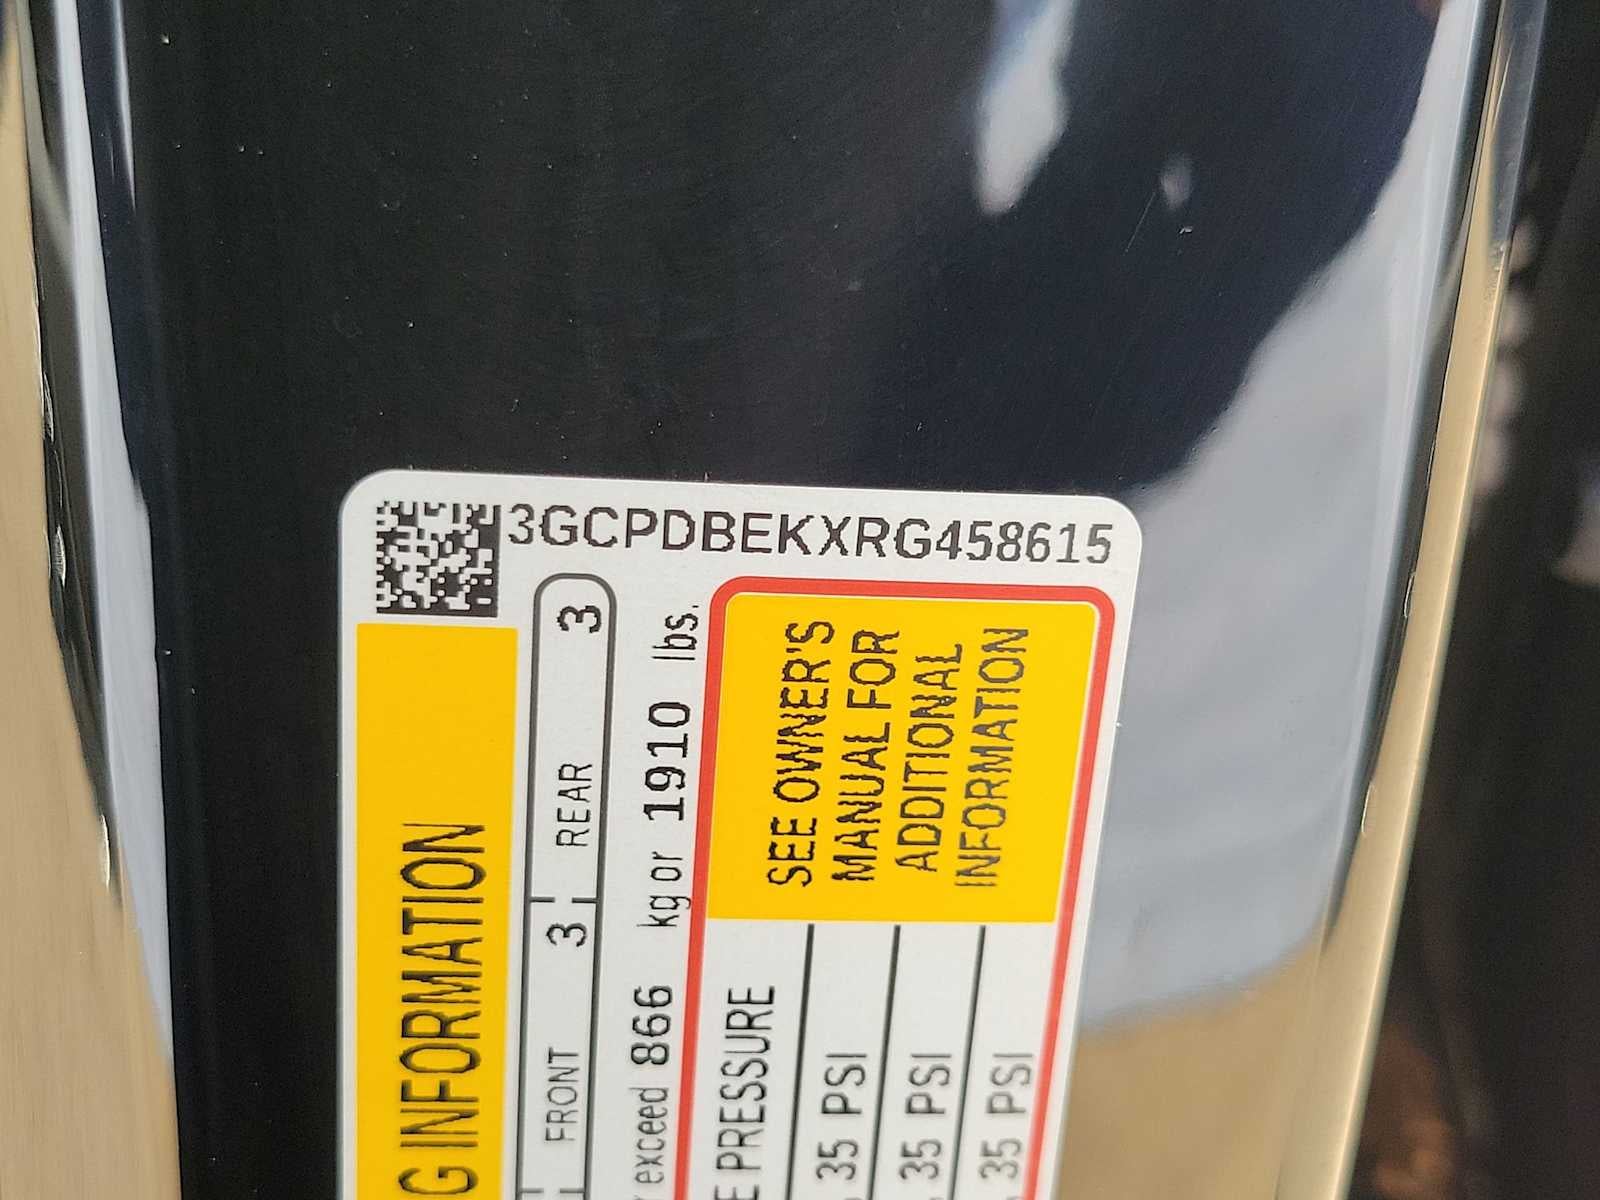 3GCPDBEKXRG458615
G INFORMATION
FRONT 3 REAR 3
exceed 866 kg or 1910 lbs.
PRESSURE
SEE OWNER'S
MANUAL FOR
ADDITIONAL
INFORMATION
35 PSI
35 PSI
35 PSI